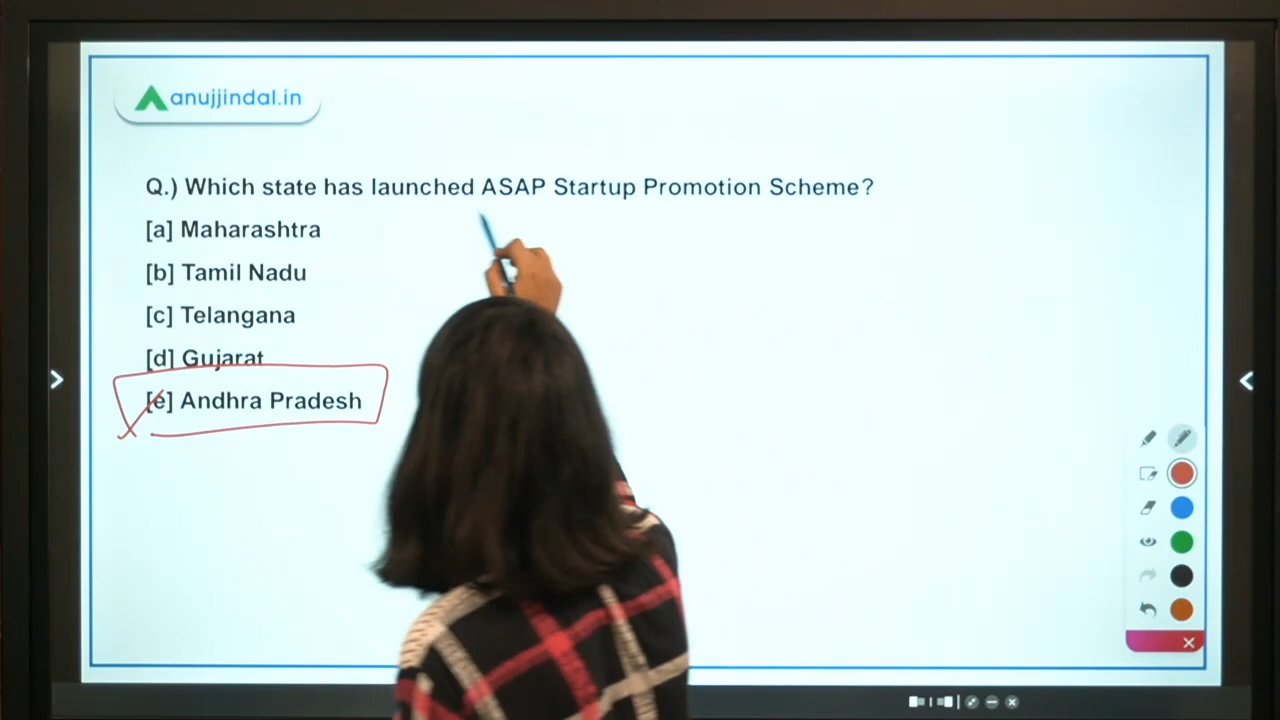 anujjindal.in
Q.) Which state has launched ASAP Startup Promotion Scheme?
[a] Maharashtra
[b] Tamil Nadu
[c] Telangana
[d] Gujarat
[e] Andhra Pradesh